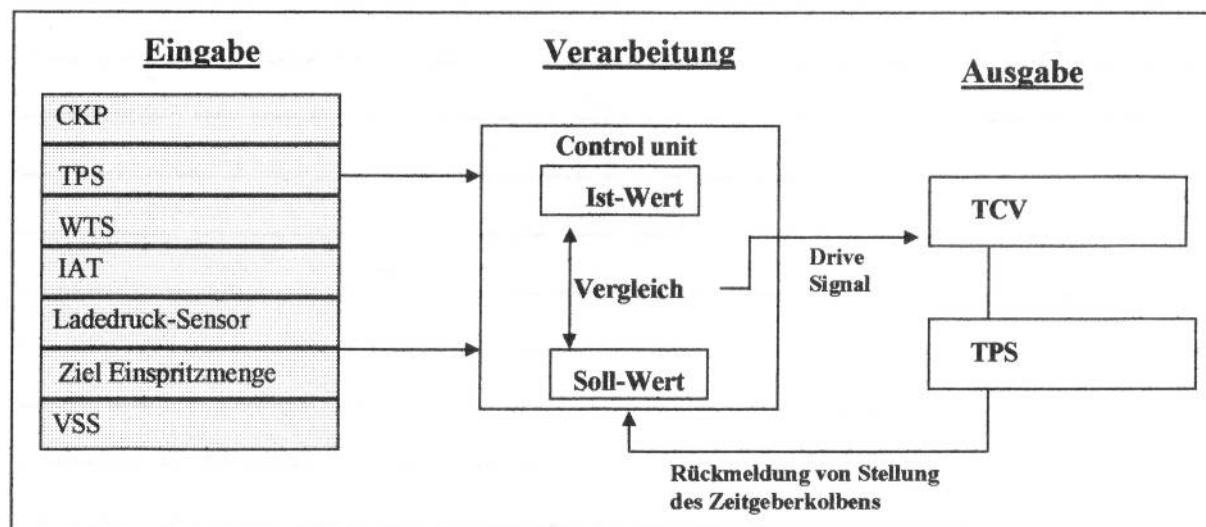 Eingabe
CKP
TPS
WTS
IAT
Ladedruck-Sensor
Ziel Einspritzmenge
VSS
Verarbeitung
Control unit
Ist-Wert
Vergleich
Soll-Wert
Drive
Signal
Ausgabe
TCV
TPS
Rückmeldung von Stellung
des Zeitgeberkolbens